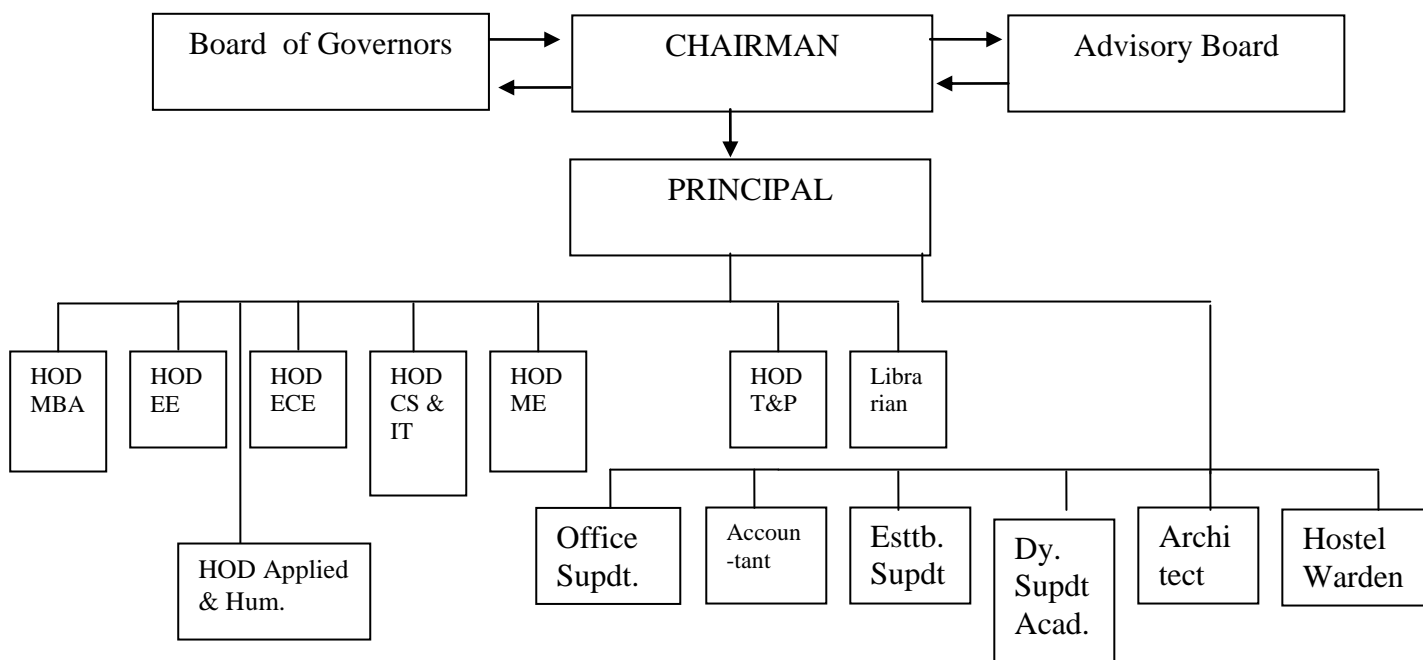 Board of Governors
CHAIRMAN
Advisory Board
PRINCIPAL
HOD
MBA
HOD
EE
HOD
ECE
HOD
CS &
IT
HOD
ME
HOD
T&P
Libra
rian
HOD Applied
& Hum.
Office
Supdt.
Accoun
-tant
Esttb.
Supdt
Dy.
Supdt
Acad.
Archi
tect
Hostel
Warden